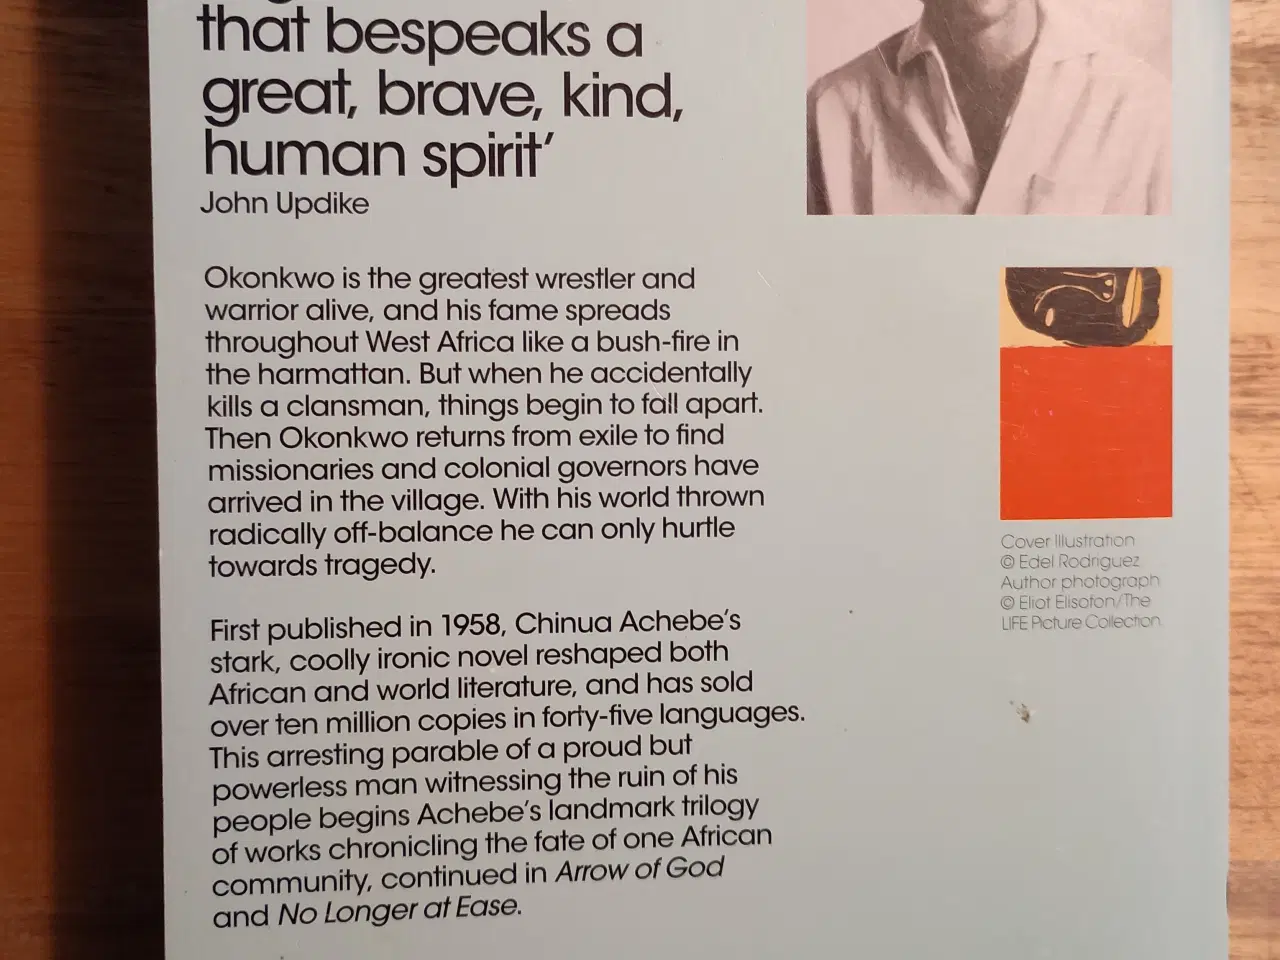 that bespeaks a
great, brave, kind,
human spirit'
John Updike
Okonkwo is the greatest wrestler and
warrior alive, and his fame spreads
throughout West Africa like a bush-fire in
the harmattan. But when he accidentally
kills a clansman, things begin to fall apart.
Then Okonkwo returns from exile to find
missionaries and colonial governors have
arrived in the village. With his world thrown
radically off-balance he can only hurtle
towards tragedy.
First published in 1958, Chinua Achebe's
stark, coolly ironic novel reshaped both
African and world literature, and has sold
over ten million copies in forty-five languages.
This arresting parable of a proud but
powerless man witnessing the ruin of his
people begins Achebe's landmark trilogy
of works chronicling the fate of one African
community, continued in Arrow of God
and No Longer at Ease.
Cover Illustration
© Edel Rodriguez
Author photograph
© Eliot Elisofon/The
LIFE Picture Collection